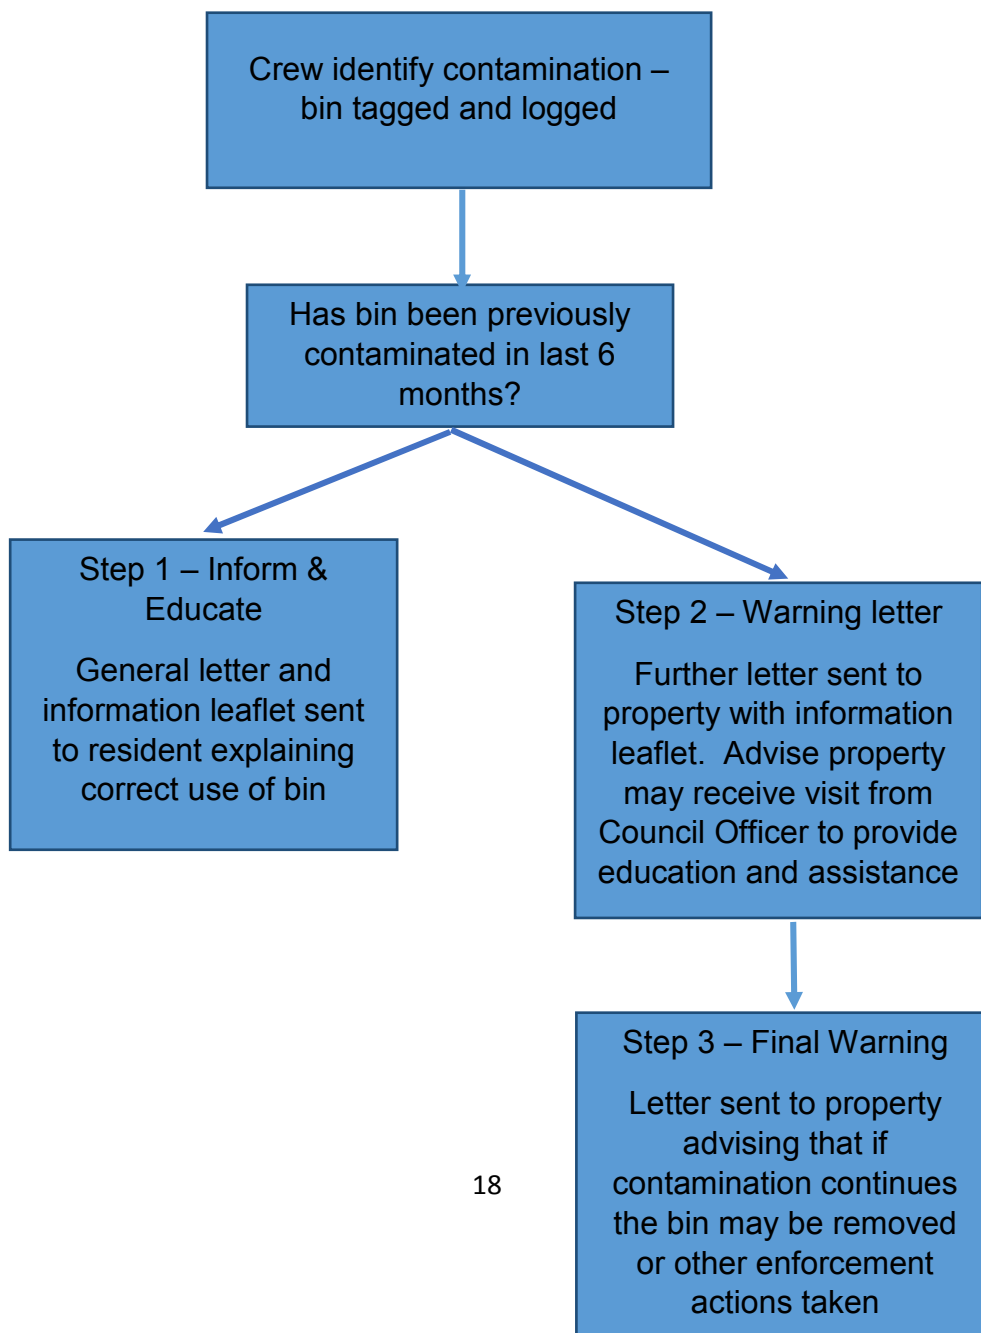 Crew identify contamination –
bin tagged and logged
Has bin been previously
contaminated in last 6
months?
Step 1 – Inform &
Educate
General letter and
information leaflet sent
to resident explaining
correct use of bin
Step 2 – Warning letter
Further letter sent to
property with information
leaflet.  Advise property
may receive visit from
Council Officer to provide
education and assistance
Step 3 – Final Warning
Letter sent to property
advising that if
contamination continues
the bin may be removed
or other enforcement
actions taken
18